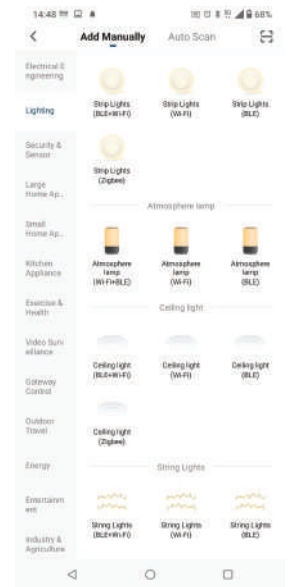 14:48
68%
Add Manually
Auto Scan
Electrical E
ngineering
Lighting
Security &
Sensor
Large
Home Ap...
Small
Home Ap...
Kitchen
Appliance
Exercise &
Health
Video Surv
eillance
Gateway
Control
Outdoor
Travel
Energy
Entertainm
ent
Industry &
Agriculture
Strip Lights
(BLE+Wi-Fi)
Strip Lights
(Wi-Fi)
Strip Lights
(BLE)
Strip Lights
(Zigbee)
Atmosphere lamp
Atmosphere
lamp
(Wi-Fi+BLE)
Atmosphere
lamp
(Wi-Fi)
Atmosphere
lamp
(BLE)
Ceiling light
Ceiling light
(BLE+Wi-Fi)
Ceiling light
(Wi-Fi)
Ceiling light
(BLE)
Ceiling light
(Zigbee)
String Lights
String Lights
(BLE+Wi-Fi)
String Lights
(Wi-Fi)
String Lights
(BLE)